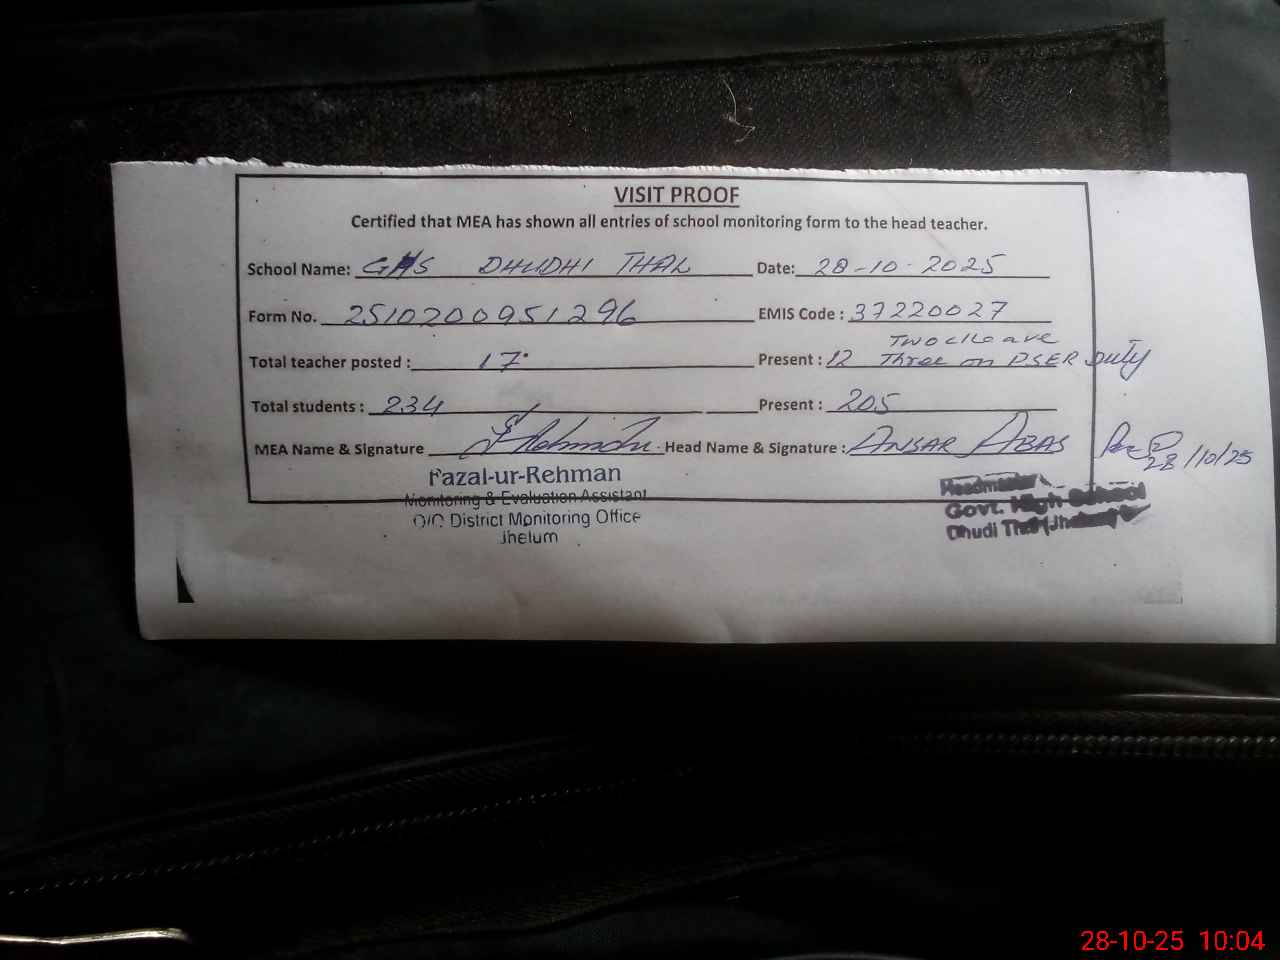 VISIT PROOF
Certified that MEA has shown all entries of school monitoring form to the head teacher.
School Name: GHS DHUDHI THAL Date: 28-10-2025
Form No. 2510200951296 EMIS Code: 37220027
Two c leave
Total teacher posted: 17 Present: 12 Three on PSER Duty
Total students: 234 Present: 205
MEA Name & Signature Head Name & Signature: ANSAR ABAS 28/10/25
Fazal-ur-Rehman
Monitoring & Evaluation Assistant
O/O District Monitoring Office
Jhelum
Headmaster
Govt. High School
Dhudi Thal (Jhelum)
28-10-25 10:04